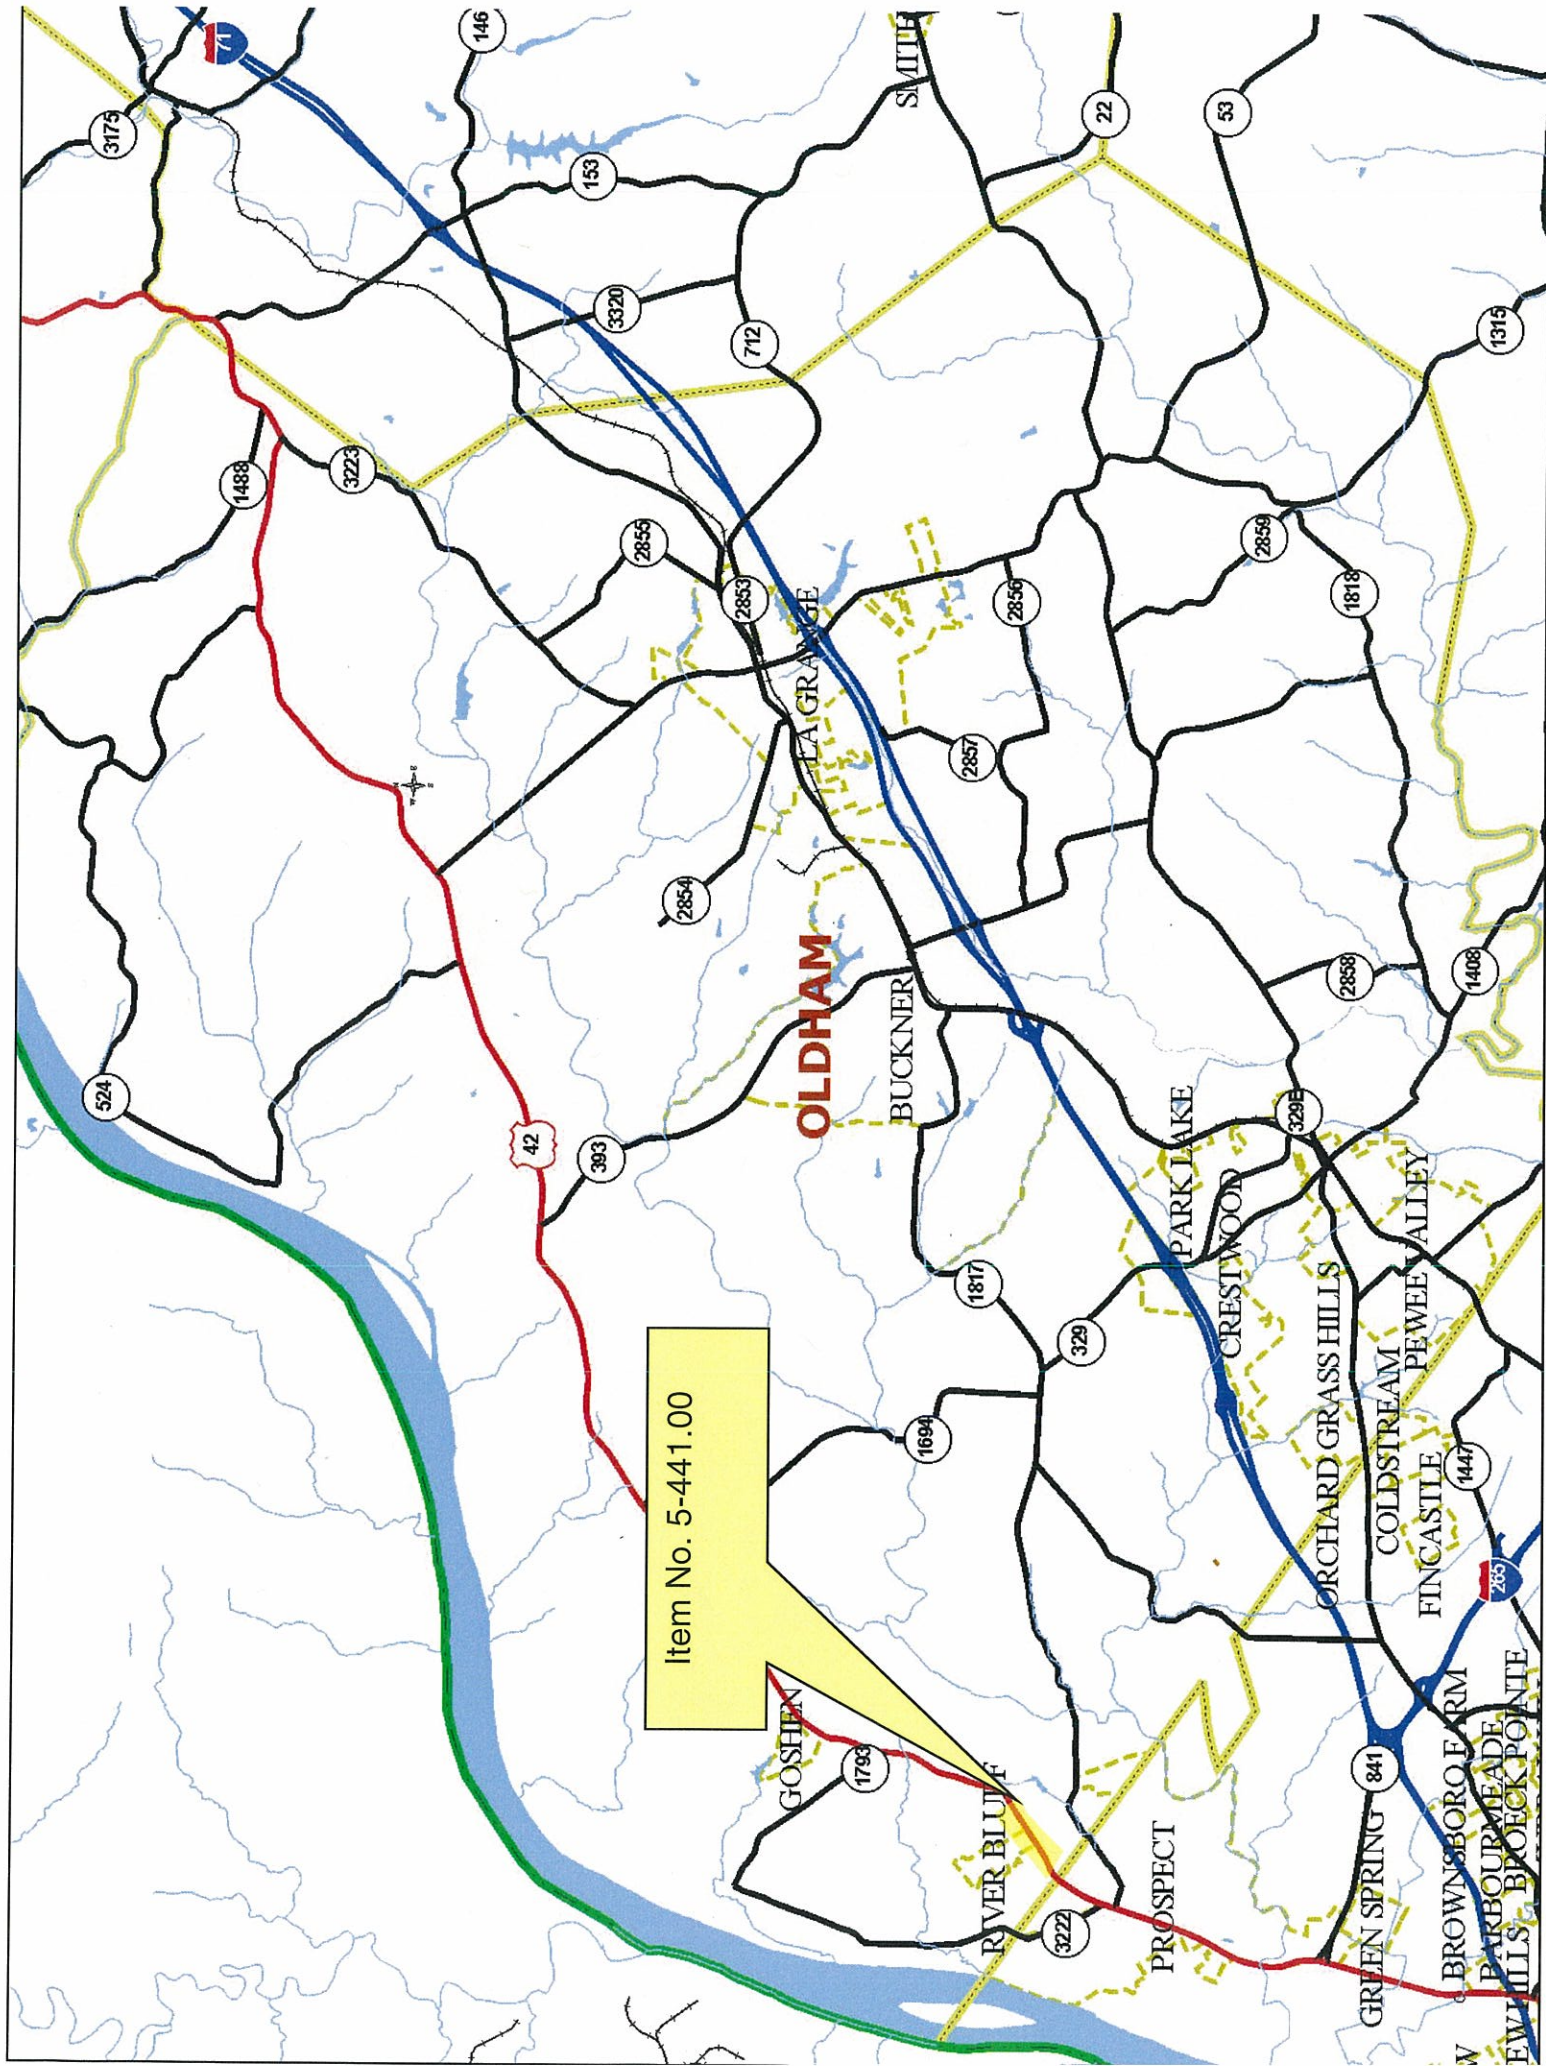 524
3175
71
1488
3223
146
42
153
393
3320
2855
Item No. 5-441.00
2854
2853
712
GOSHEN
LA GRANGE
OLDHAM
1793
BUCKNER
SMITH
1694
2857
1817
RIVER BLUFF
2856
3222
329
22
PROSPECT
PARK LAKE
CRESTWOOD
53
2859
329B
ORCHARD GRASS HILLS
2858
1818
GREEN SPRING
841
COLDSTREAM
PEWEE VALLEY
FINCASTLE
BROWNSBORO FARM
1447
1408
BARBOURMEADE
265
1315
BROECK POINTE
HILLS